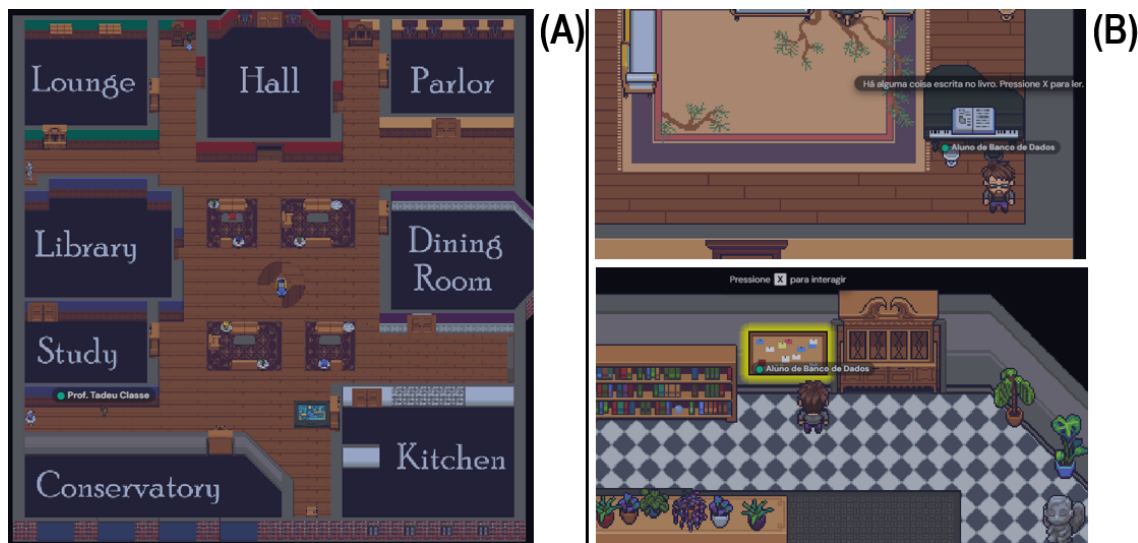 (A)
Lounge
Hall
Parlor
Library
Dining
Room
Study
Prof. Tadeu Classe
Conservatory
Kitchen
(B)
Há alguma coisa escrita no livro. Pressione X para ler.
Aluno de Banco de Dados
Pressione X para interagir
Aluno de Banco de Dados